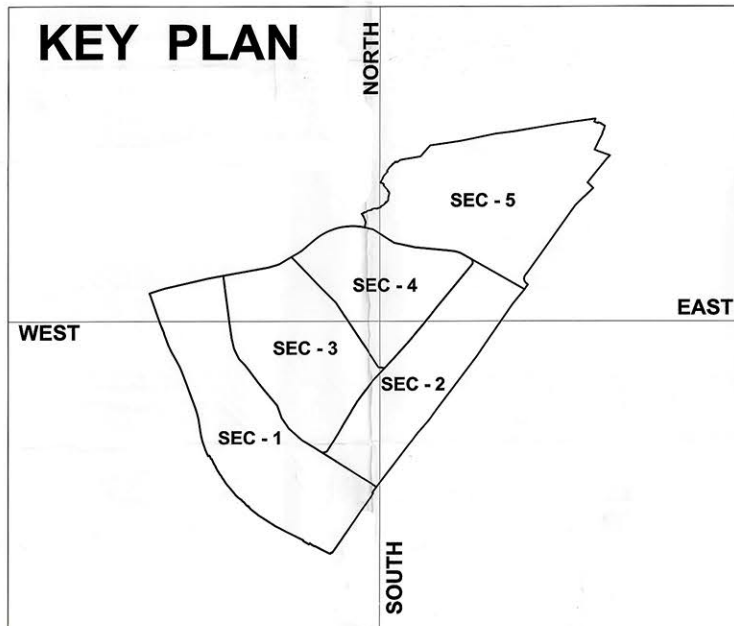 KEY PLAN
NORTH
SEC - 5
SEC - 4
EAST
WEST
SEC - 3
SEC - 2
SEC - 1
SOUTH